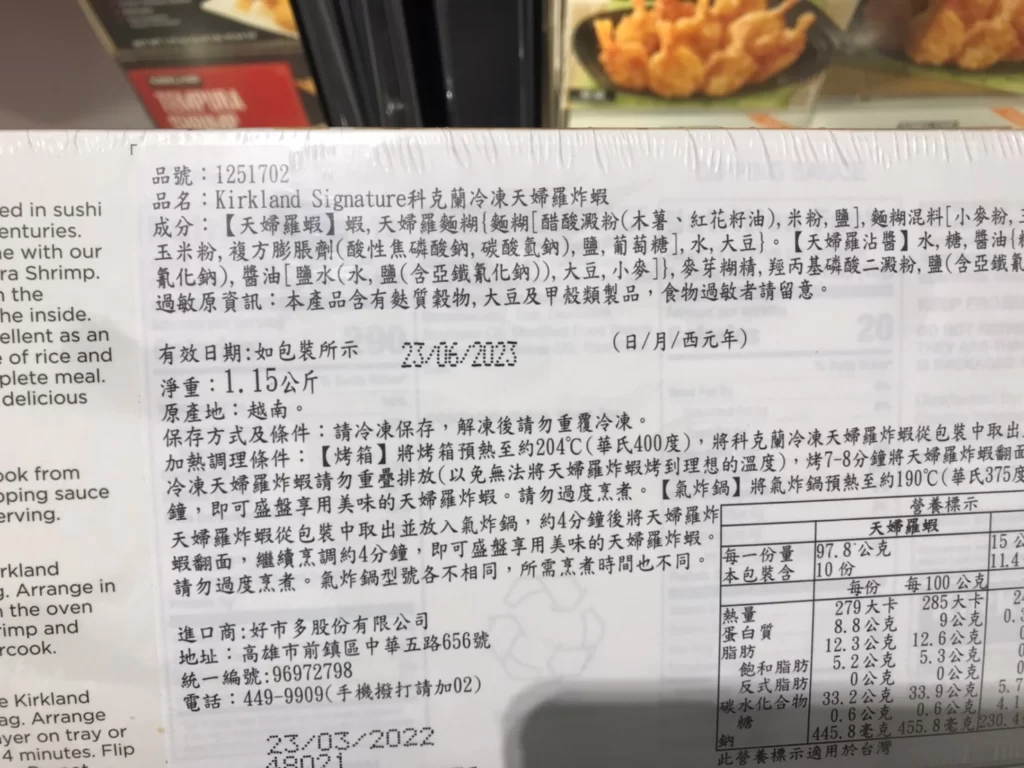 TEMPURA
SHRIMP
ed in sushi
enturies.
e with our
ra Shrimp.
n the
he inside.
ellent as an
e of rice and
plete meal.
delicious
ook from
pping sauce
erving.
rkland
g. Arrange in
n the oven
rimp and
rcook.
e Kirkland
ag. Arrange
ayer on tray or
4 minutes. Flip
品號：1251702
品名：Kirkland Signature科克蘭冷凍天婦羅炸蝦
成分：【天婦羅蝦】蝦, 天婦羅麵糊{麵糊[醋酸澱粉(木薯、紅花籽油), 米粉, 鹽], 麵糊混料[小麥粉,
玉米粉, 複方膨脹劑(酸性焦磷酸鈉, 碳酸氫鈉), 鹽, 葡萄糖], 水, 大豆}。【天婦羅沾醬】水, 糖, 醬油{
氰化鈉), 醬油[鹽水(水, 鹽(含亞鐵氰化鈉)), 大豆, 小麥]}, 麥芽糊精, 羥丙基磷酸二澱粉, 鹽(含亞鐵氰
過敏原資訊：本產品含有麩質穀物, 大豆及甲殼類製品，食物過敏者請留意。
有效日期:如包裝所示 23/06/2023 (日/月/西元年)
淨重：1.15公斤
原產地：越南。
保存方式及條件：請冷凍保存，解凍後請勿重覆冷凍。
加熱調理條件：【烤箱】將烤箱預熱至約204℃(華氏400度)，將科克蘭冷凍天婦羅炸蝦從包裝中取出
冷凍天婦羅炸蝦請勿重疊排放(以免無法將天婦羅炸蝦烤到理想的溫度)，烤7-8分鐘將天婦羅炸蝦翻面
鐘，即可盛盤享用美味的天婦羅炸蝦。請勿過度烹煮。【氣炸鍋】將氣炸鍋預熱至約190℃(華氏375度
天婦羅炸蝦從包裝中取出並放入氣炸鍋，約4分鐘後將天婦羅炸
蝦翻面，繼續烹調約4分鐘，即可盛盤享用美味的天婦羅炸蝦。
請勿過度烹煮。氣炸鍋型號各不相同，所需烹煮時間也不同。
進口商:好市多股份有限公司
地址：高雄市前鎮區中華五路656號
統一編號:96972798
電話：449-9909(手機撥打請加02)
23/03/2022
48021
營養標示
天婦羅蝦
每一份量 97.8 公克 15 公
本包裝含 10 份 11.4
每份 每 100 公克
熱量 279 大卡 285 大卡
蛋白質 8.8 公克 9 公克
脂肪 12.3 公克 12.6 公克
飽和脂肪 5.2 公克 5.3 公克
反式脂肪 0 公克 0 公克
碳水化合物 33.2 公克 33.9 公克 5.7
糖 0.6 公克 0.6 公克 4.1
鈉 445.8 毫克 455.8 毫克 230.4
此營養標示適用於台灣